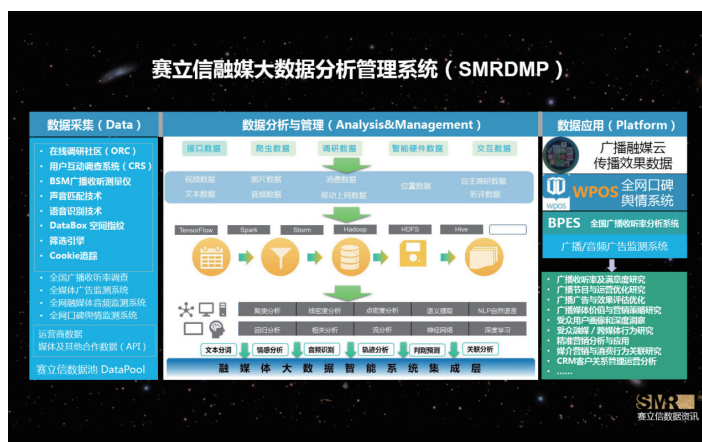 赛立信融媒大数据分析管理系统（SMRDMP）
数据采集（Data）
· 在线调研社区（ORC）
· 用户互动调查系统（CRS）
· BSM广播收听测量仪
· 声音匹配技术
· 语音识别技术
· DataBox 空间指纹
· 筛选引擎
· Cookie追踪
· 全国广播收听率调查
· 全媒体广告监测系统
· 全网融媒体音频监测系统
· 全网口碑舆情监测系统
运营商数据
媒体及其他合作数据（API）
赛立信数据池 DataPool
数据分析与管理（Analysis&Management）
接口数据 爬虫数据 调研数据 智能硬件数据 交互数据
视频数据 图片数据 消费数据 位置数据 自主调研数据
文本数据 音频数据 移动上网数据 听评数据
TensorFlow Spark Storm Hadoop HDFS Hive
聚类分析 线密度分析 点密度分析 语义提取 NLP自然语言
回归分析 相关分析 流分析 神经网络 深度学习
文本分词 情感分析 音频识别 轨迹分析 判别预测 关联分析
融媒体大数据智能系统集成层
数据应用（Platform）
广播融媒云
传播效果数据
wpos WPOS 全网口碑
舆情系统
BPES 全国广播收听率分析系统
广播/音频广告监测系统
· 广播收听率及满意度研究
· 广播节目与运营优化研究
· 广播广告与效果评估优化
· 广播媒体价值与营销策略研究
· 受众用户画像和深度洞察
· 受众融媒/跨媒体行为研究
· 精准营销分析与应用
· 媒介营销与消费行为关联研究
· CRM客户关系管理运营分析
· ......
SMR
赛立信数据资讯